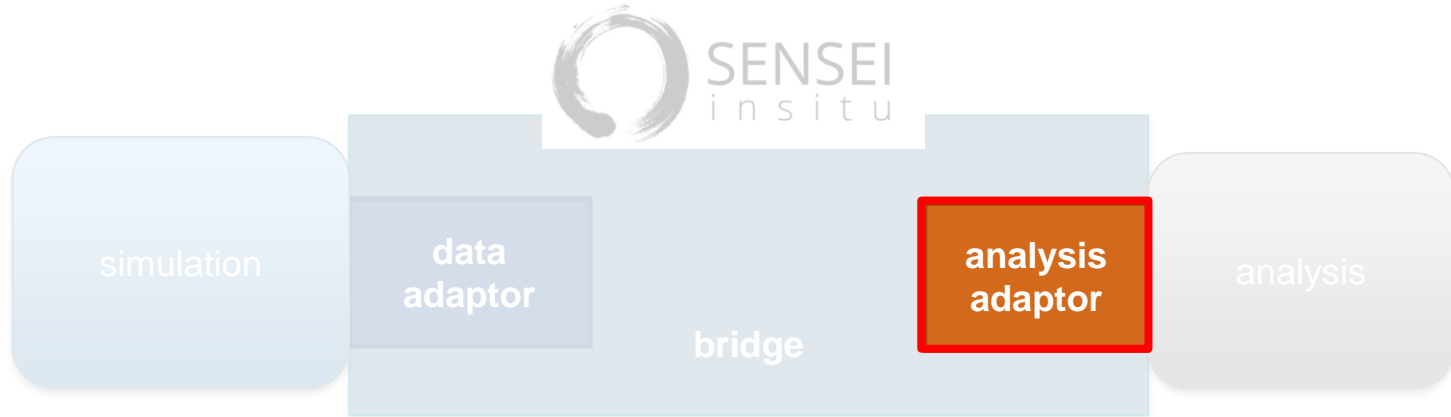 SENSEI
insitu
simulation
data
adaptor
bridge
analysis
adaptor
analysis